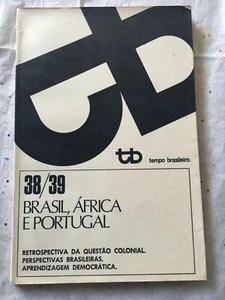 tb tempo brasileiro
38/39
BRASIL, ÁFRICA
E PORTUGAL
RETROSPECTIVA DA QUESTÃO COLONIAL.
PERSPECTIVAS BRASILEIRAS.
APRENDIZAGEM DEMOCRÁTICA.